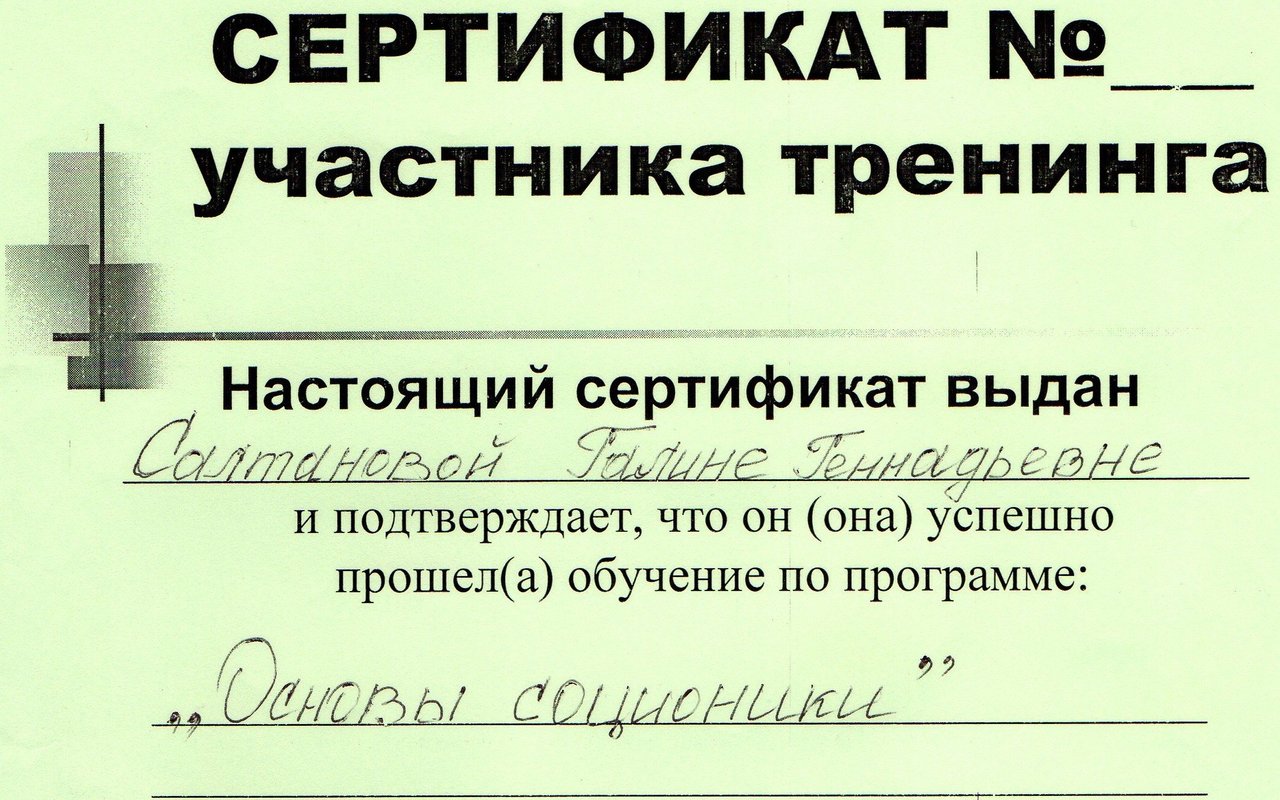 СЕРТИФИКАТ №___
участника тренинга
Настоящий сертификат выдан
Салтановой Галине Геннадьевне
и подтверждает, что он (она) успешно
прошел(а) обучение по программе:
„Основы соционики”